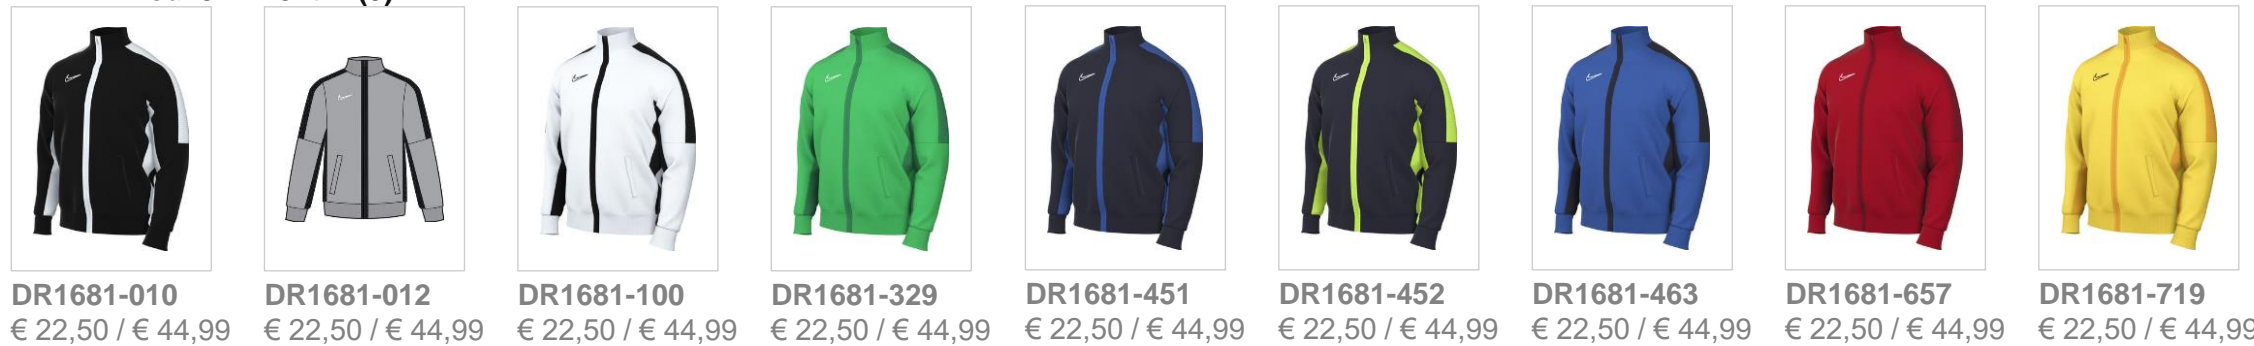 DR1681-010 DR1681-012 DR1681-100 DR1681-329 DR1681-451 DR1681-452 DR1681-463 DR1681-657 DR1681-719
€ 22,50 / € 44,99 € 22,50 / € 44,99 € 22,50 / € 44,99 € 22,50 / € 44,99 € 22,50 / € 44,99 € 22,50 / € 44,99 € 22,50 / € 44,99 € 22,50 / € 44,99 € 22,50 / € 44,99